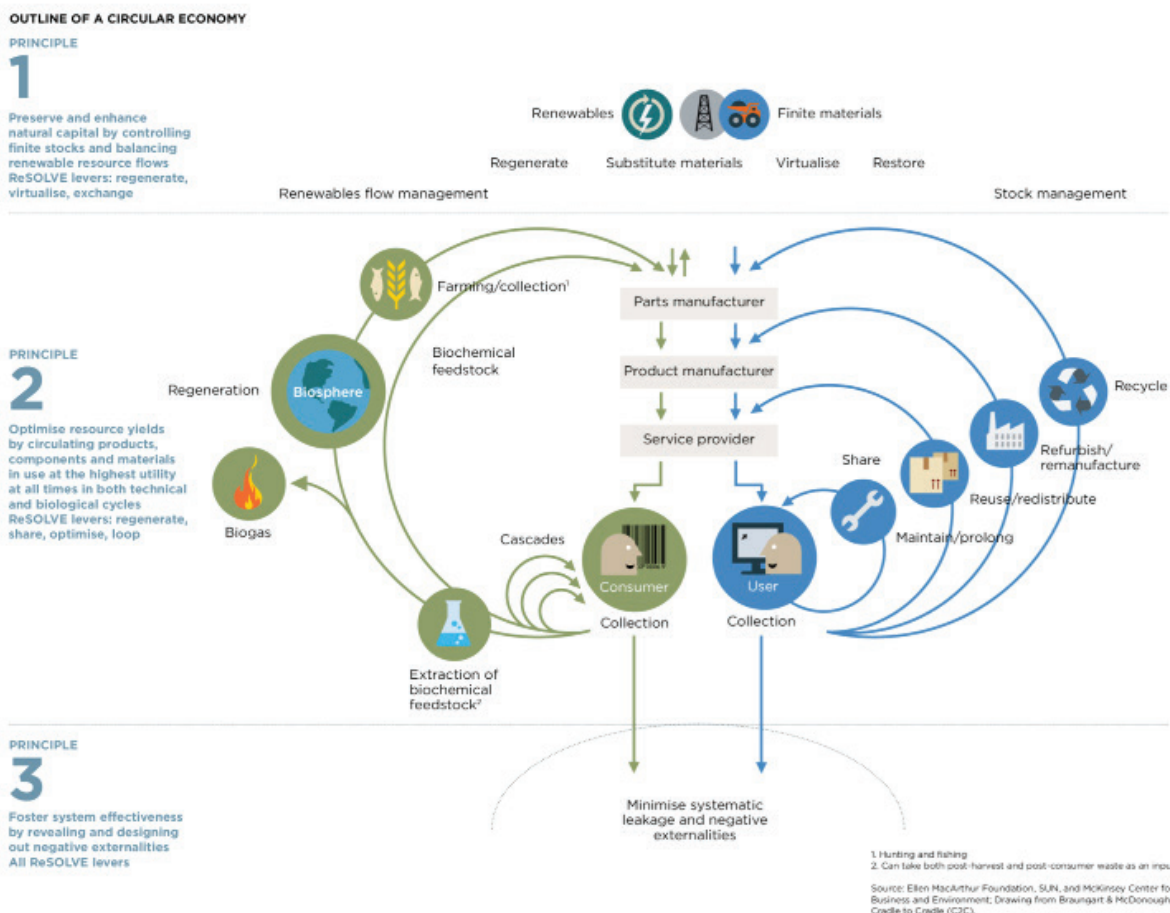 OUTLINE OF A CIRCULAR ECONOMY
PRINCIPLE
1
Preserve and enhance
natural capital by controlling
finite stocks and balancing
renewable resource flows
ReSOLVE levers: regenerate,
virtualise, exchange
Renewables
Finite materials
Regenerate
Substitute materials
Virtualise
Restore
Renewables flow management
Stock management
PRINCIPLE
2
Optimise resource yields
by circulating products,
components and materials
in use at the highest utility
at all times in both technical
and biological cycles
ReSOLVE levers: regenerate,
share, optimise, loop
Farming/collection¹
Biochemical
feedstock
Regeneration
Biosphere
Biogas
Cascades
Extraction of
biochemical
feedstock²
Parts manufacturer
Product manufacturer
Service provider
Consumer
Collection
User
Collection
Share
Maintain/prolong
Reuse/redistribute
Refurbish/
remanufacture
Recycle
PRINCIPLE
3
Foster system effectiveness
by revealing and designing
out negative externalities
All ReSOLVE levers
Minimise systematic
leakage and negative
externalities
1. Hunting and fishing
2. Can take both post-harvest and post-consumer waste as an inpu
Source: Ellen MacArthur Foundation, SUN, and McKinsey Center fo
Business and Environment; Drawing from Braungart & McDonough
Cradle to Cradle (C2C).